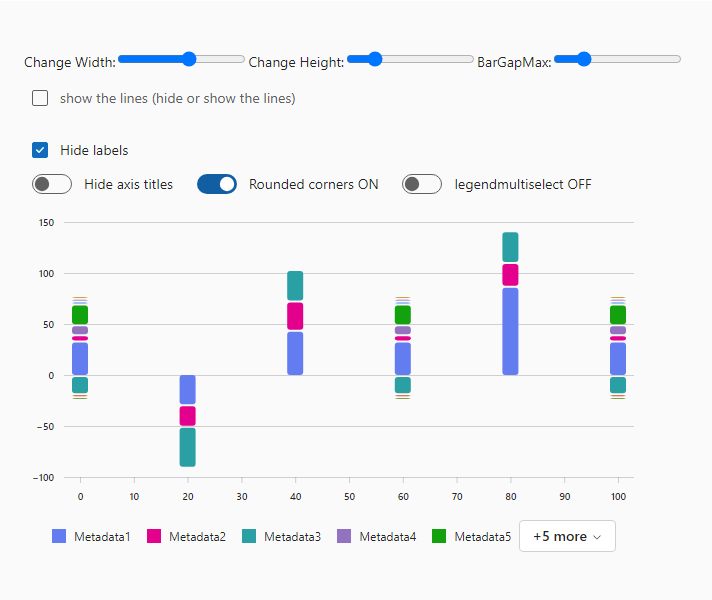 Change Width: Change Height: BarGapMax:
show the lines (hide or show the lines)
Hide labels
Hide axis titles Rounded corners ON legendmultiselect OFF
150
100
50
0
−50
−100
0 10 20 30 40 50 60 70 80 90 100
Metadata1 Metadata2 Metadata3 Metadata4 Metadata5 +5 more